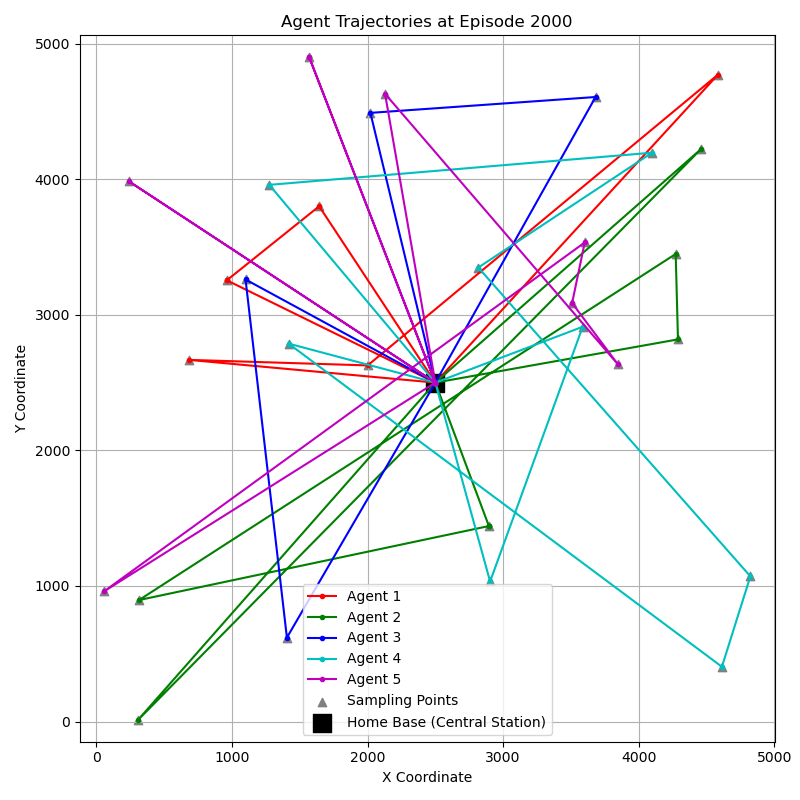 Agent Trajectories at Episode 2000
Y Coordinate
5000
4000
3000
2000
1000
0
Agent 1
Agent 2
Agent 3
Agent 4
Agent 5
Sampling Points
Home Base (Central Station)
0 1000 2000 3000 4000 5000
X Coordinate